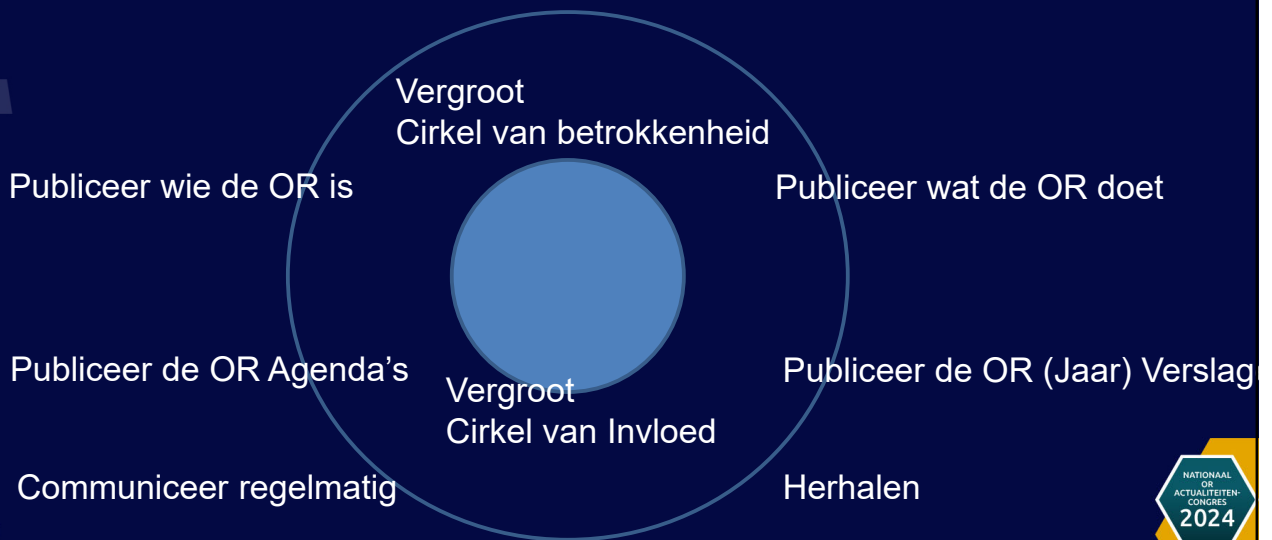 Vergroot
Cirkel van betrokkenheid
Publiceer wie de OR is
Publiceer wat de OR doet
Publiceer de OR Agenda's
Publiceer de OR (Jaar)
Vergroot
Cirkel van Invloed
Communiceer regelmatig
Herhalen
NATIONAAL
OR
ACTUALITEITEN-
CONGRES
2024